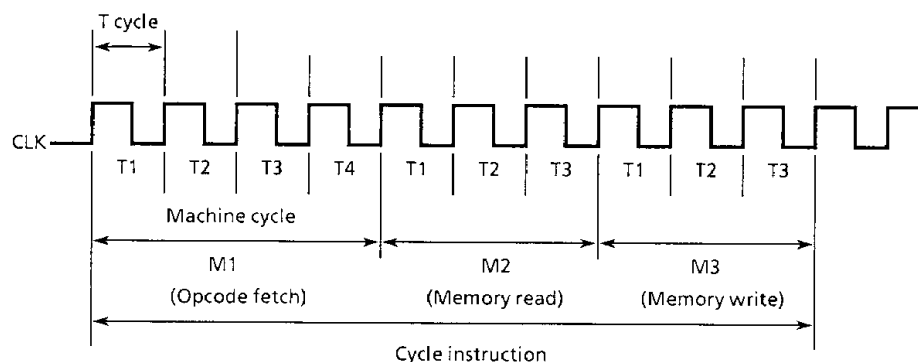 T cycle
CLK
T1 T2 T3 T4 T1 T2 T3 T1 T2 T3
Machine cycle
M1 M2 M3
(Opcode fetch) (Memory read) (Memory write)
Cycle instruction